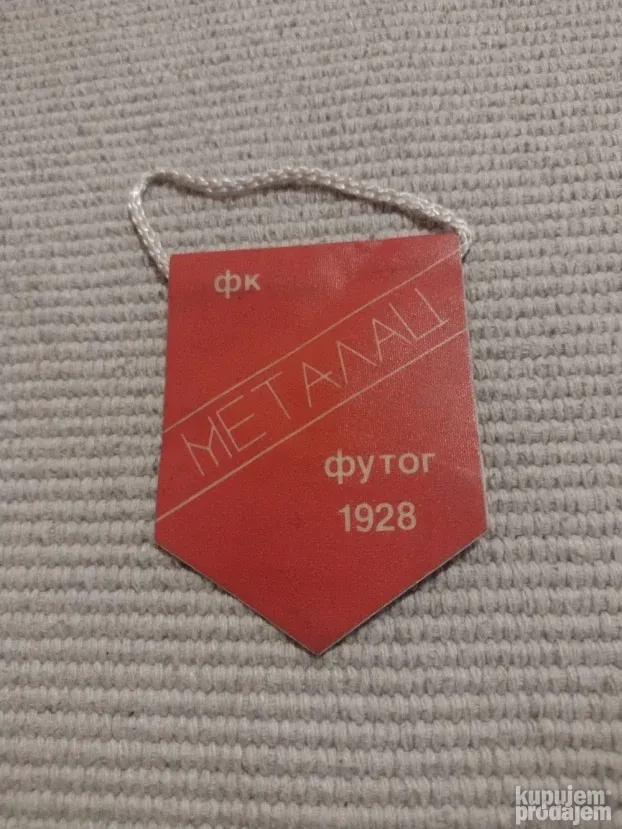 фк
МЕТАЛАЦ
футог
1928
kupujem
prodajem